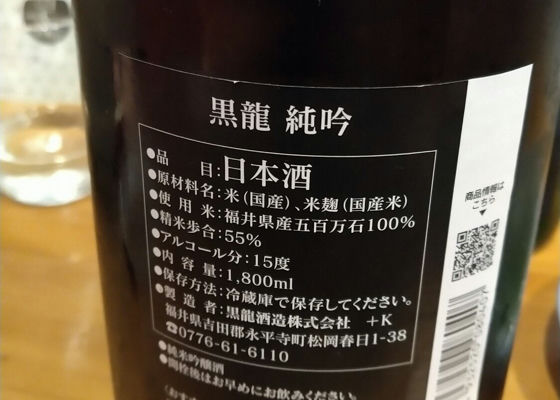 黒龍 純吟
●品　目:日本酒
●原材料名:米(国産)、米麹(国産米)
●使用米:福井県産五百万石100%
●精米歩合:55%
●アルコール分:15度
●内容量:1,800ml
●保存方法:冷蔵庫で保存してください。
●製造者:黒龍酒造株式会社 +K
福井県吉田郡永平寺町松岡春日1-38
☎0776-61-6110
●純米吟醸酒
●開栓後はお早めにお飲みください。
商品情報は
こちら